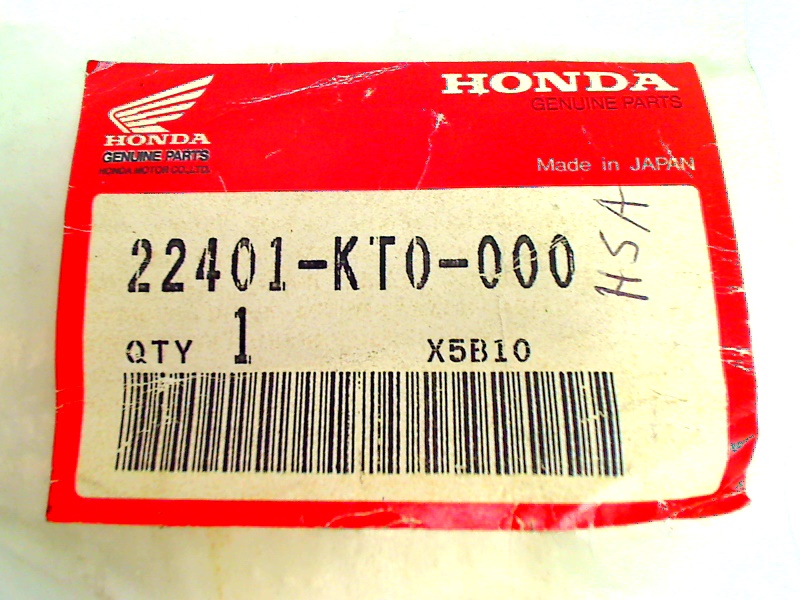 HONDA
GENUINE PARTS
HONDA
GENUINE PARTS
HONDA MOTOR CO.,LTD.
Made in JAPAN
22401-KT0-000
HSA
QTY 1 X5B10